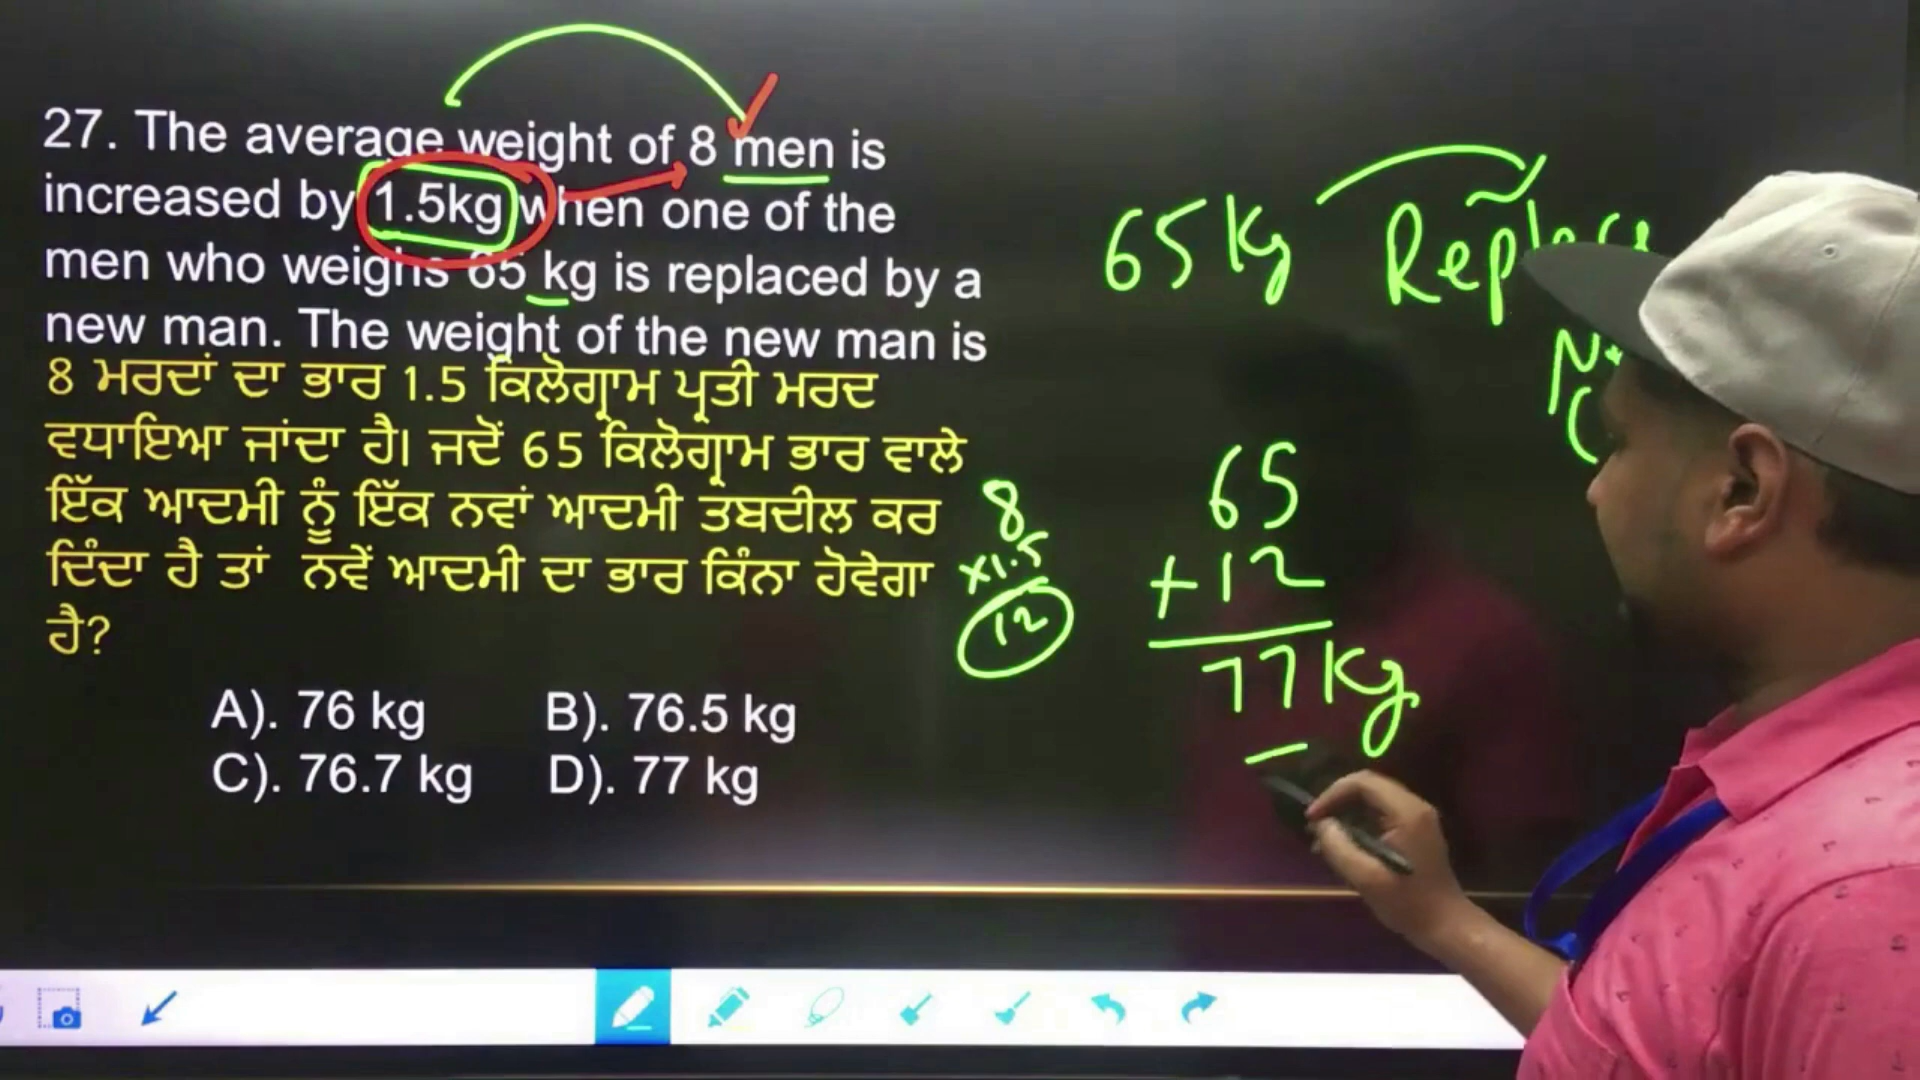 27. The average weight of 8 men is
increased by 1.5kg when one of the
men who weighs 65 kg is replaced by a
new man. The weight of the new man is
8 ਮਰਦਾਂ ਦਾ ਭਾਰ 1.5 ਕਿਲੋਗ੍ਰਾਮ ਪ੍ਰਤੀ ਮਰਦ
ਵਧਾਇਆ ਜਾਂਦਾ ਹੈ। ਜਦੋਂ 65 ਕਿਲੋਗ੍ਰਾਮ ਭਾਰ ਵਾਲੇ
ਇੱਕ ਆਦਮੀ ਨੂੰ ਇੱਕ ਨਵਾਂ ਆਦਮੀ ਤਬਦੀਲ ਕਰ
ਦਿੰਦਾ ਹੈ ਤਾਂ ਨਵੇਂ ਆਦਮੀ ਦਾ ਭਾਰ ਕਿੰਨਾ ਹੋਵੇਗਾ
ਹੈ?
A). 76 kg B). 76.5 kg
C). 76.7 kg D). 77 kg
65 Kg
8
x1.5
12
65
+12
77 Kg